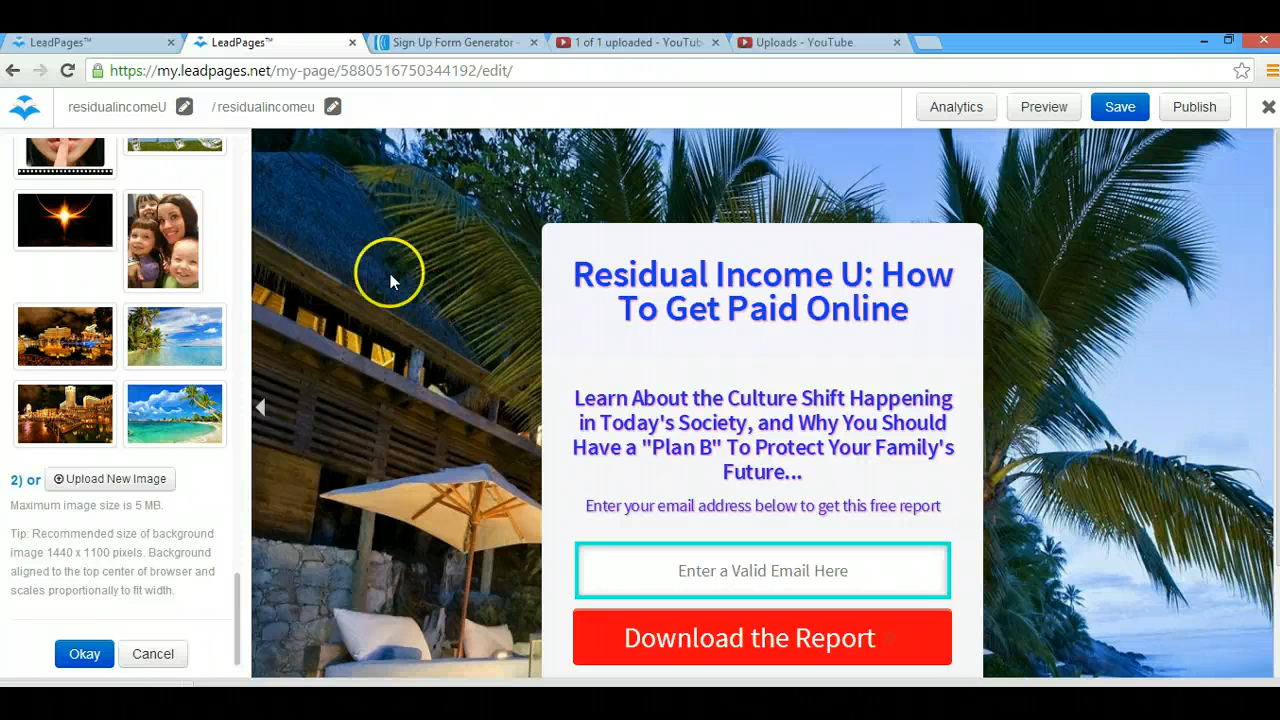 LeadPages™
LeadPages™
Sign Up Form Generator -
1 of 1 uploaded - YouTub
Uploads - YouTube
https://my.leadpages.net/my-page/5880516750344192/edit/
residualincomeU
/ residualincomeu
Analytics
Preview
Save
Publish
Residual Income U: How
To Get Paid Online
Learn About the Culture Shift Happening
in Today's Society, and Why You Should
Have a "Plan B" To Protect Your Family's
Future...
Enter your email address below to get this free report
Enter a Valid Email Here
Download the Report
2) or Upload New Image
Maximum image size is 5 MB.
Tip: Recommended size of background
image 1440 x 1100 pixels. Background
aligned to the top center of browser and
scales proportionally to fit width.
Okay
Cancel